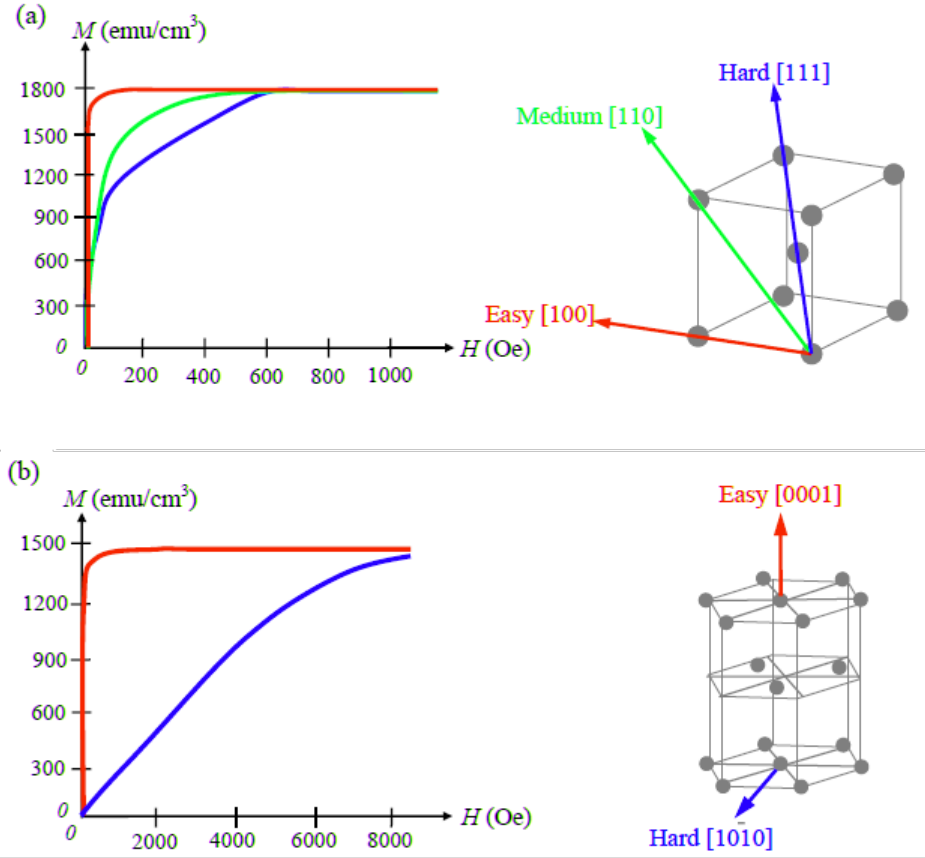 (a)
M (emu/cm³)
1800
1500
1200
900
600
300
0
0 200 400 600 800 1000
H (Oe)
Hard [111]
Medium [110]
Easy [100]
(b)
M (emu/cm³)
1500
1200
900
600
300
0
0 2000 4000 6000 8000
H (Oe)
Easy [0001]
Hard [101̄0]